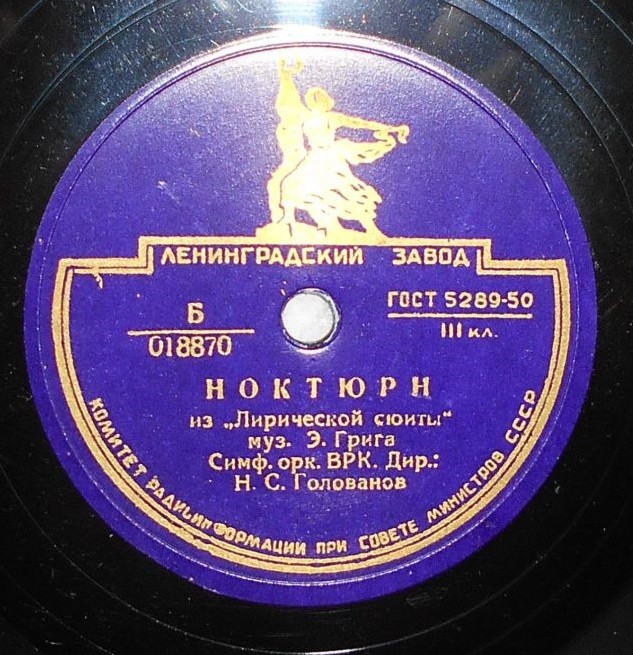 ЛЕНИНГРАДСКИЙ ЗАВОД
Б
018870
ГОСТ 5289-50
III кл.
НОКТЮРН
из „Лирической сюиты“
муз. Э. Грига
Симф. орк. ВРК. Дир.:
Н. С. Голованов
КОМИТЕТ РАДИОИНФОРМАЦИИ ПРИ СОВЕТЕ МИНИСТРОВ СССР